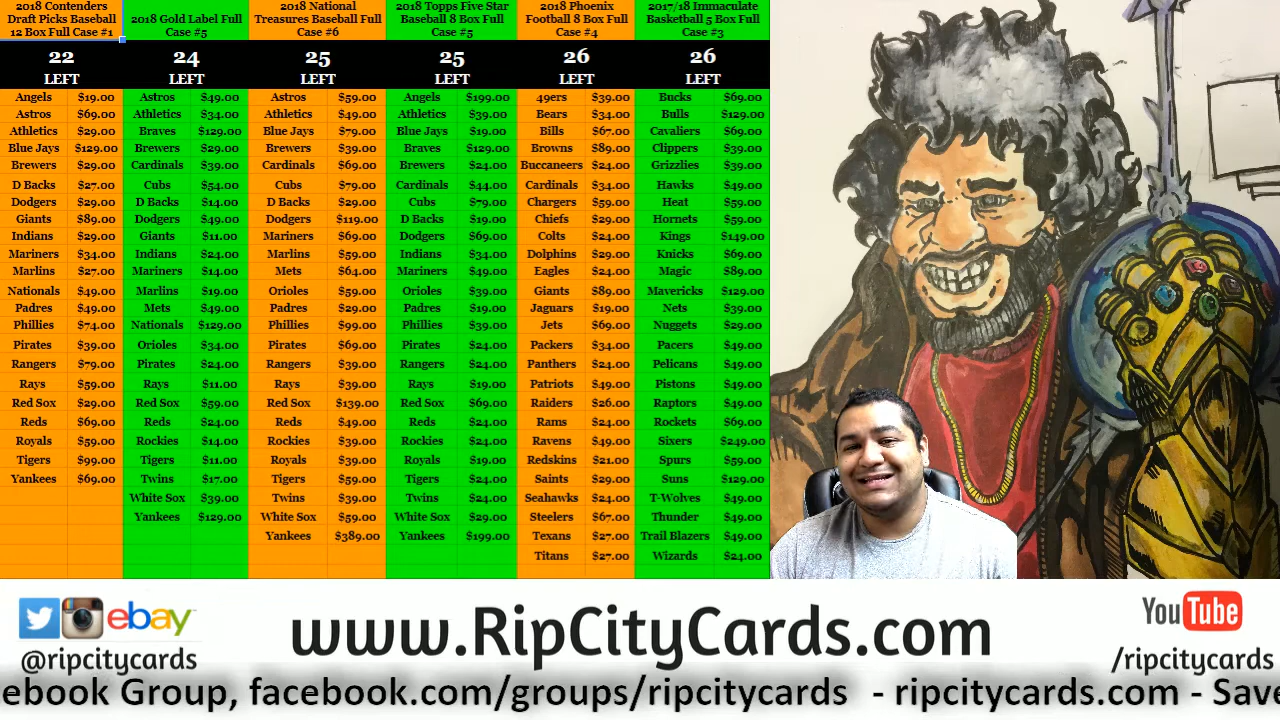 2018 Contenders
Draft Picks Baseball
12 Box Full Case #1
22
LEFT
Angels $19.00
Astros $69.00
Athletics $29.00
Blue Jays $129.00
Brewers $29.00
D Backs $27.00
Dodgers $29.00
Giants $89.00
Indians $29.00
Mariners $34.00
Marlins $27.00
Nationals $49.00
Padres $49.00
Phillies $74.00
Pirates $39.00
Rangers $79.00
Rays $59.00
Red Sox $29.00
Reds $69.00
Royals $59.00
Tigers $99.00
Yankees $69.00
2018 Gold Label Full
Case #5
24
LEFT
Astros $49.00
Athletics $34.00
Braves $129.00
Brewers $29.00
Cardinals $39.00
Cubs $54.00
D Backs $14.00
Dodgers $49.00
Giants $11.00
Indians $24.00
Mariners $14.00
Marlins $19.00
Mets $49.00
Nationals $129.00
Orioles $34.00
Pirates $24.00
Rays $11.00
Red Sox $59.00
Reds $24.00
Rockies $14.00
Tigers $11.00
Twins $17.00
White Sox $39.00
Yankees $129.00
2018 National
Treasures Baseball Full
Case #6
25
LEFT
Astros $59.00
Athletics $49.00
Blue Jays $79.00
Brewers $39.00
Cardinals $69.00
Cubs $79.00
D Backs $29.00
Dodgers $119.00
Mariners $69.00
Marlins $59.00
Mets $64.00
Orioles $59.00
Padres $29.00
Phillies $99.00
Pirates $69.00
Rangers $39.00
Rays $39.00
Red Sox $139.00
Reds $49.00
Rockies $39.00
Royals $39.00
Tigers $59.00
Twins $39.00
White Sox $59.00
Yankees $389.00
2018 Topps Five Star
Baseball 8 Box Full
Case #5
25
LEFT
Angels $199.00
Athletics $39.00
Blue Jays $19.00
Braves $129.00
Brewers $24.00
Cardinals $44.00
Cubs $79.00
D Backs $19.00
Dodgers $69.00
Indians $34.00
Mariners $49.00
Orioles $39.00
Padres $19.00
Phillies $39.00
Pirates $24.00
Rangers $24.00
Rays $19.00
Red Sox $69.00
Reds $24.00
Rockies $24.00
Royals $19.00
Tigers $24.00
Twins $24.00
White Sox $29.00
Yankees $199.00
2018 Phoenix
Football 8 Box Full
Case #4
26
LEFT
49ers $39.00
Bears $34.00
Bills $67.00
Browns $89.00
Buccaneers $24.00
Cardinals $34.00
Chargers $59.00
Chiefs $29.00
Colts $24.00
Dolphins $29.00
Eagles $24.00
Giants $89.00
Jaguars $19.00
Jets $69.00
Packers $34.00
Panthers $24.00
Patriots $49.00
Raiders $26.00
Rams $24.00
Ravens $49.00
Redskins $21.00
Saints $29.00
Seahawks $24.00
Steelers $67.00
Texans $27.00
Titans $27.00
2017/18 Immaculate
Basketball 5 Box Full
Case #3
26
LEFT
Bucks $69.00
Bulls $129.00
Cavaliers $69.00
Clippers $39.00
Grizzlies $39.00
Hawks $49.00
Heat $59.00
Hornets $59.00
Kings $149.00
Knicks $69.00
Magic $89.00
Mavericks $129.00
Nets $39.00
Nuggets $29.00
Pacers $49.00
Pelicans $49.00
Pistons $49.00
Raptors $49.00
Rockets $69.00
Sixers $249.00
Spurs $59.00
Suns $129.00
T-Wolves $49.00
Thunder $49.00
Trail Blazers $49.00
Wizards $24.00
ebay
@ripcitycards
www.RipCityCards.com
YouTube
/ripcitycards
ebook Group, facebook.com/groups/ripcitycards - ripcitycards.com - Save